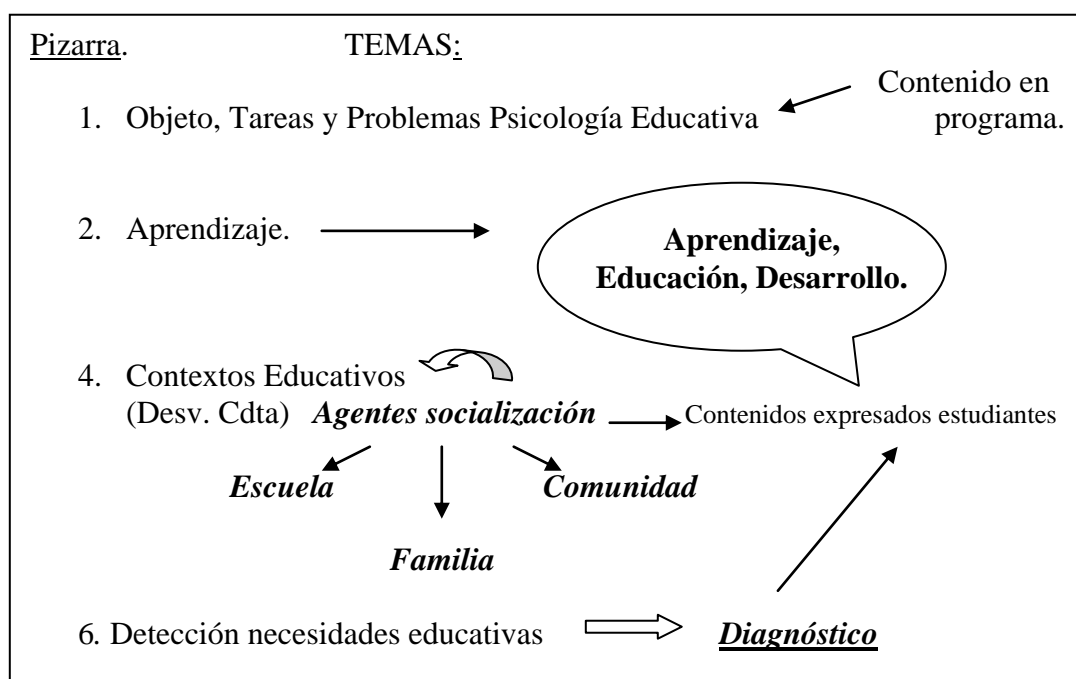 Pizarra. TEMAS:
Contenido en
programa.
1. Objeto, Tareas y Problemas Psicología Educativa
2. Aprendizaje.
Aprendizaje,
Educación, Desarrollo.
4. Contextos Educativos
(Desv. Cdta) Agentes socialización
Contenidos expresados estudiantes
Escuela
Comunidad
Familia
6. Detección necesidades educativas
Diagnóstico